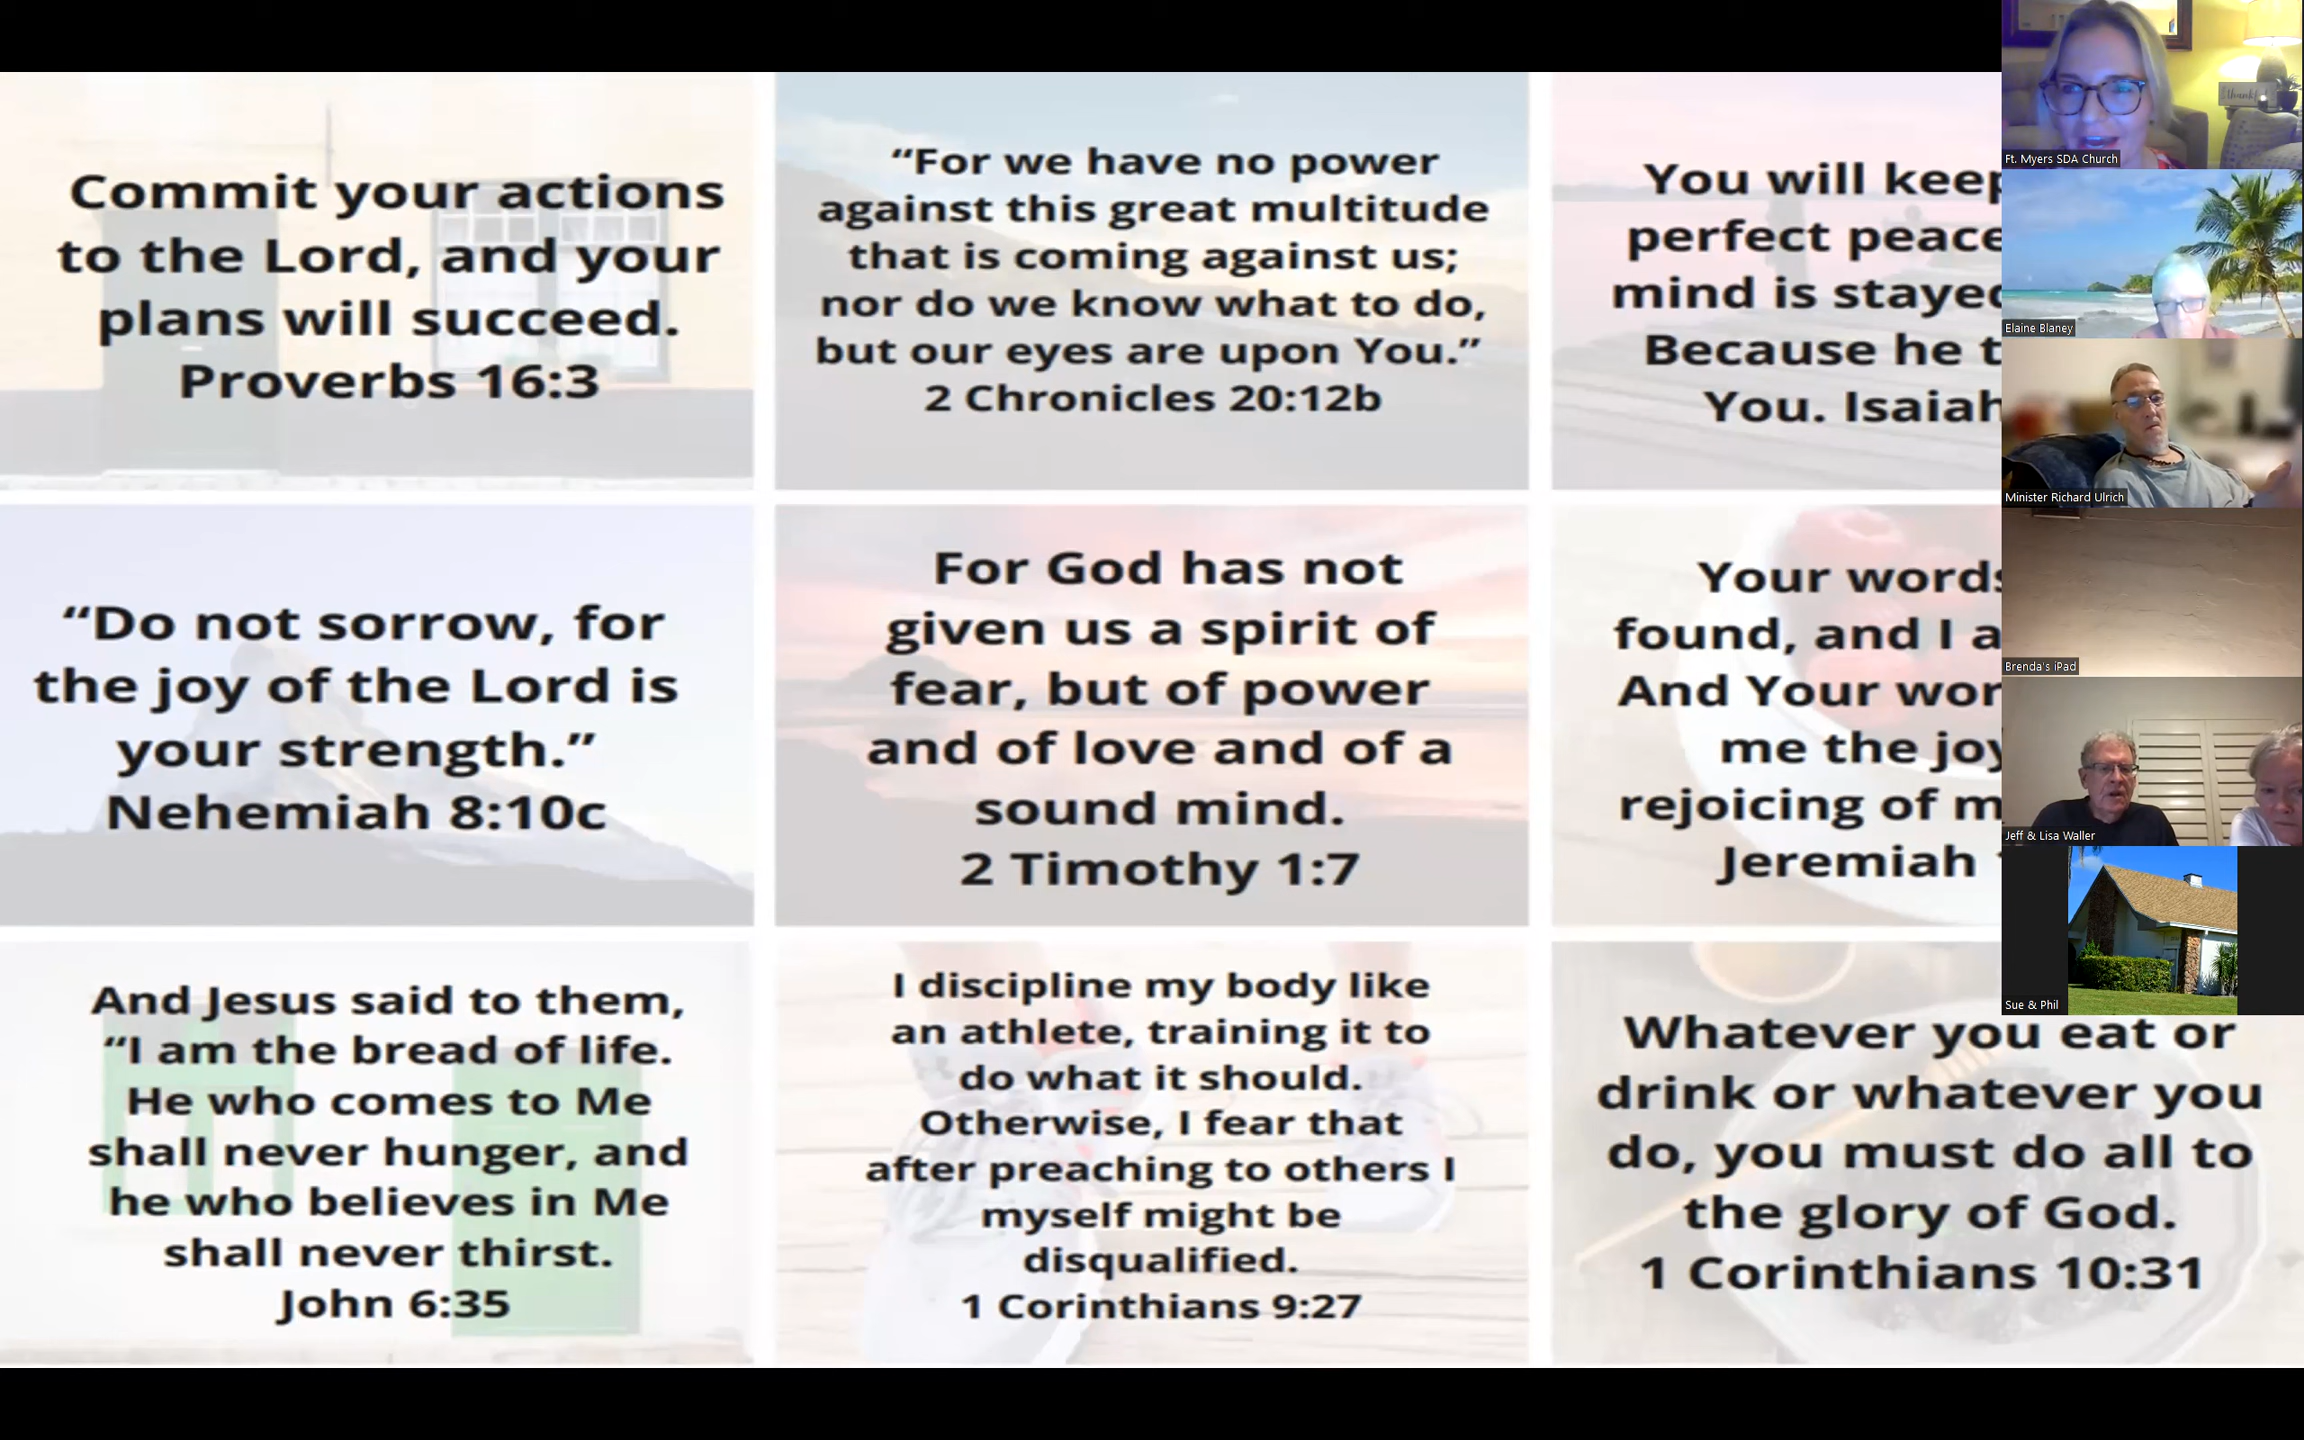 Commit your actions
to the Lord, and your
plans will succeed.
Proverbs 16:3
“For we have no power
against this great multitude
that is coming against us;
nor do we know what to do,
but our eyes are upon You.”
2 Chronicles 20:12b
You will keep
perfect peace
mind is stayed
Because he t
You. Isaiah
“Do not sorrow, for
the joy of the Lord is
your strength.”
Nehemiah 8:10c
For God has not
given us a spirit of
fear, but of power
and of love and of a
sound mind.
2 Timothy 1:7
Your words
found, and I a
And Your wor
me the joy
rejoicing of m
Jeremiah
And Jesus said to them,
“I am the bread of life.
He who comes to Me
shall never hunger, and
he who believes in Me
shall never thirst.
John 6:35
I discipline my body like
an athlete, training it to
do what it should.
Otherwise, I fear that
after preaching to others I
myself might be
disqualified.
1 Corinthians 9:27
Whatever you eat or
drink or whatever you
do, you must do all to
the glory of God.
1 Corinthians 10:31
Ft. Myers SDA Church
Elaine Blaney
Minister Richard Ulrich
Brenda's iPad
Jeff & Lisa Waller
Sue & Phil